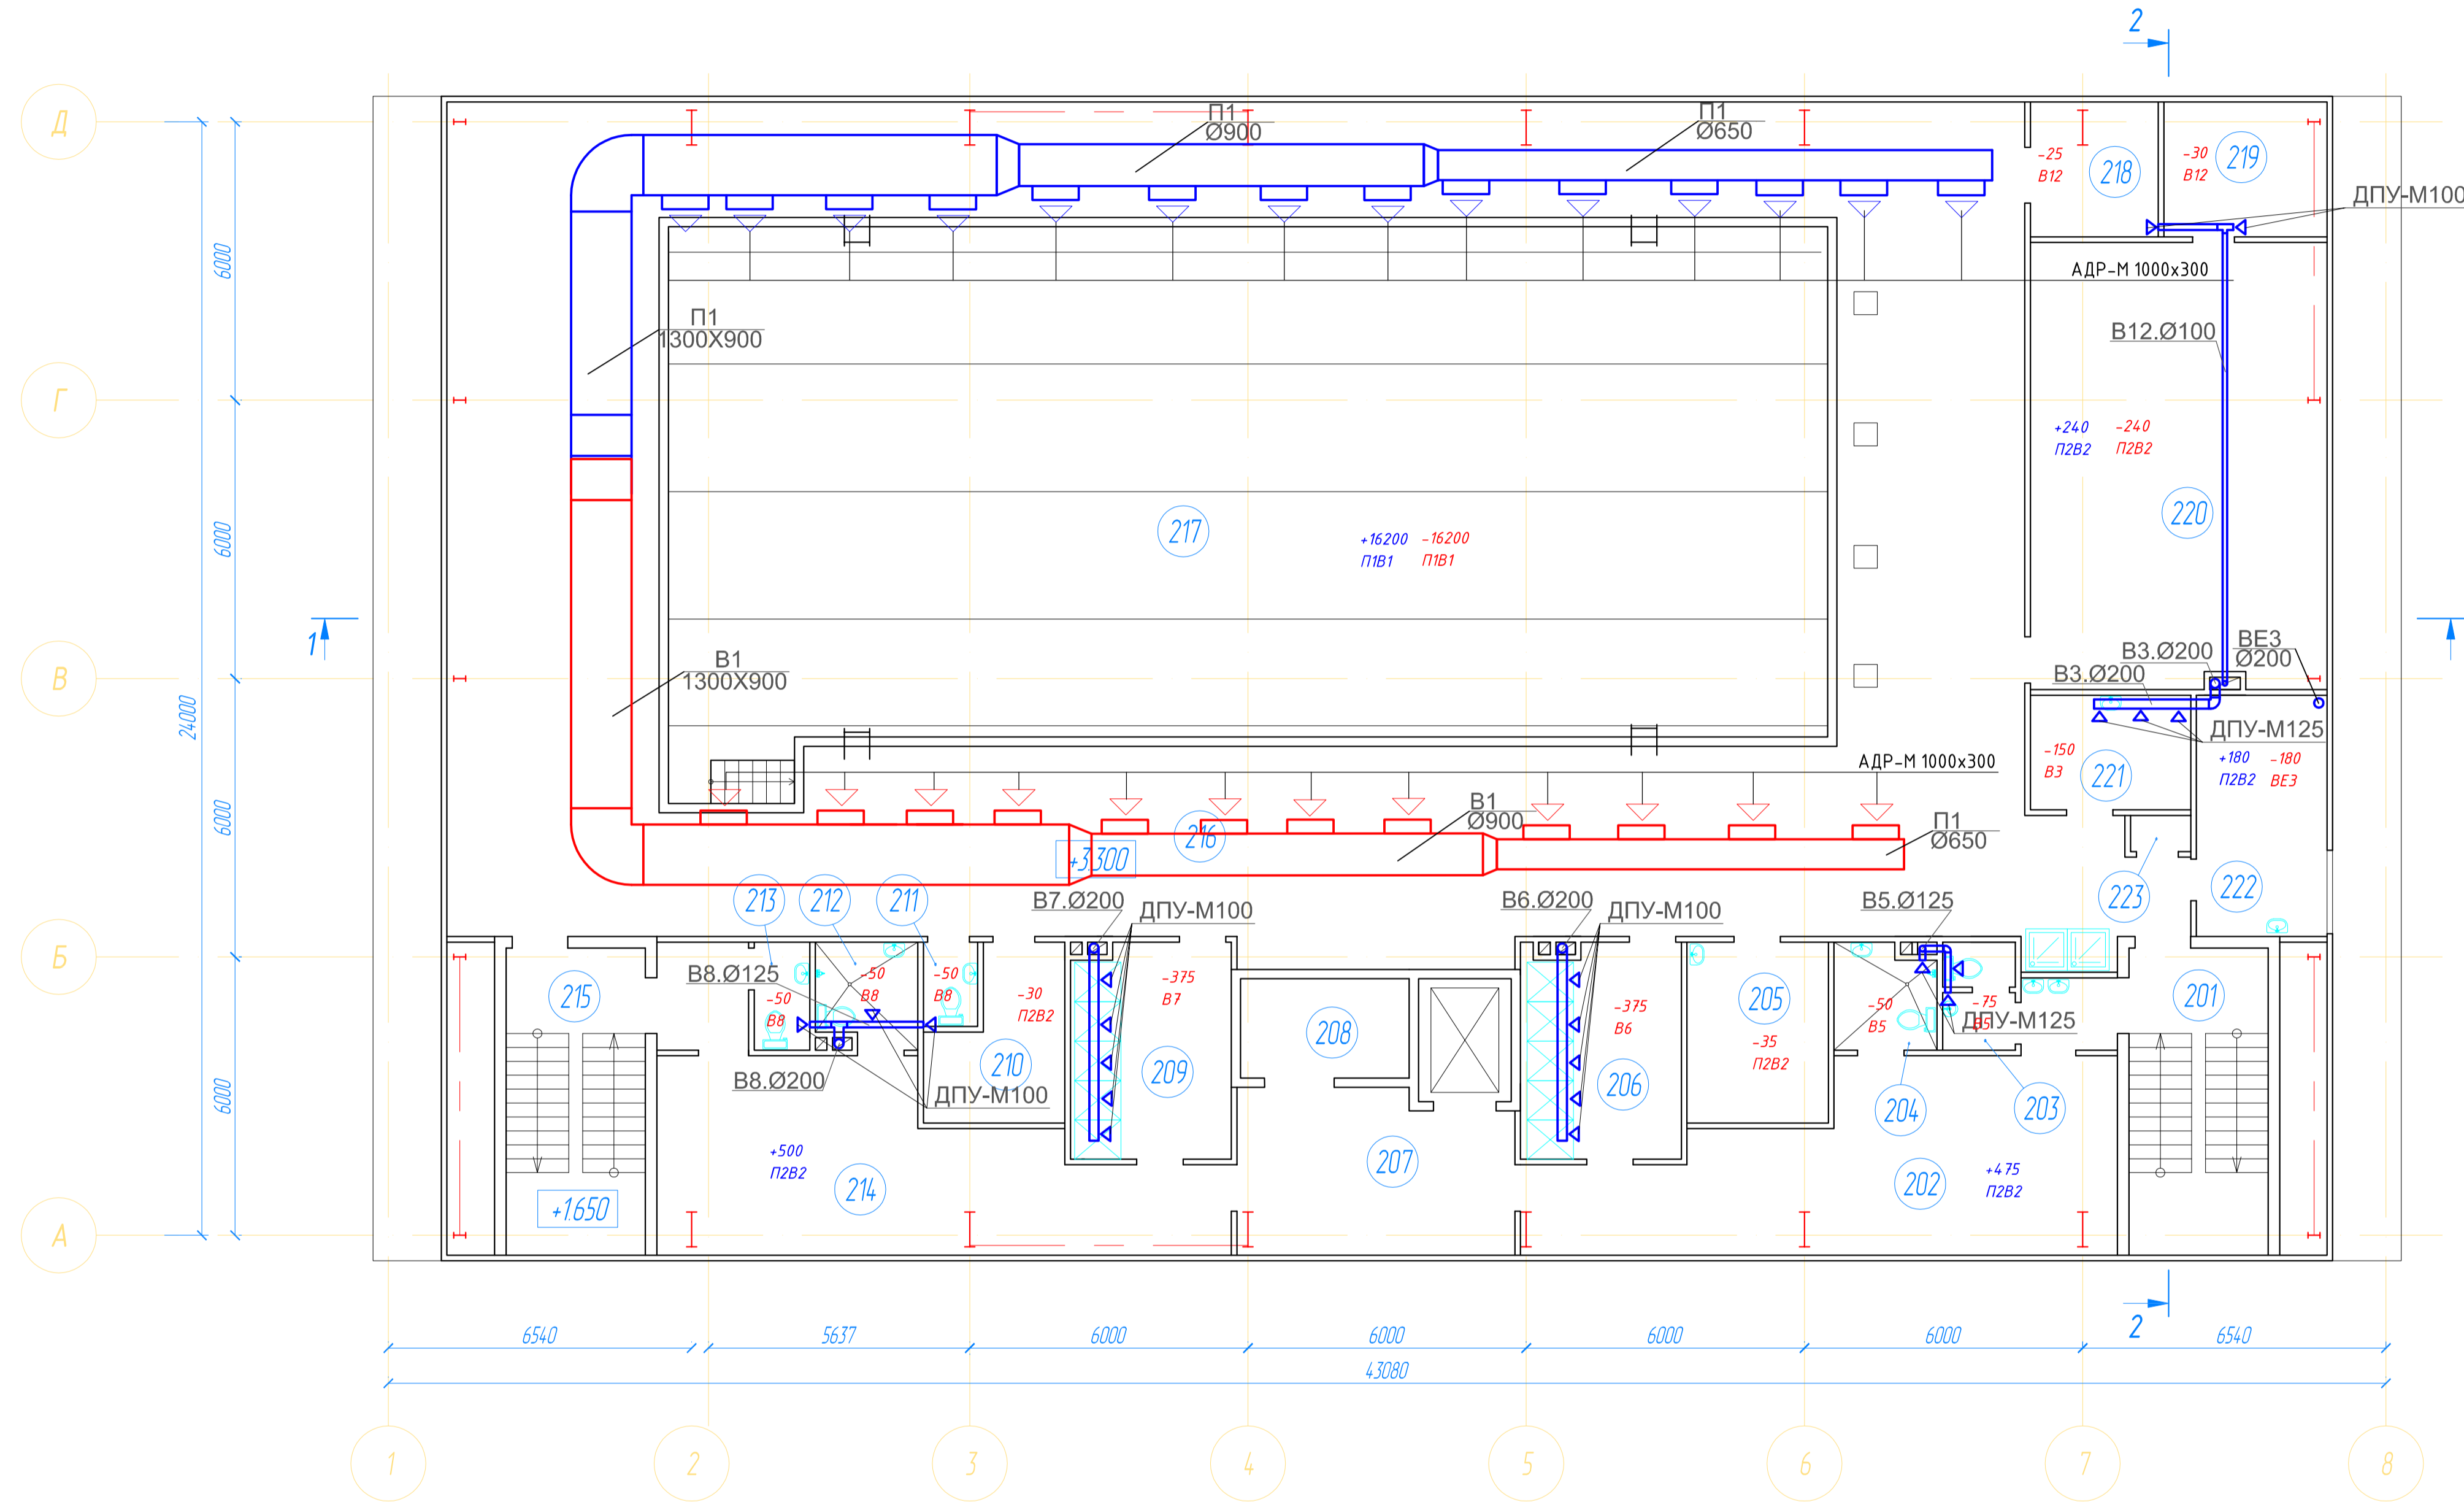 2
Д
П1
Ø900
П1
Ø650
-25
В12
218
-30
В12
219
ДПУ-М100
6000
АДР-М 1000х300
П1
1300Х900
В12.Ø100
Г
+240
П2В2
-240
П2В2
220
217
+16200
П1В1
-16200
П1В1
6000
1
24000
В
В1
1300Х900
В3.Ø200
ВЕ3
Ø200
В3.Ø200
ДПУ-М125
-150
В3
221
+180
П2В2
-180
ВЕ3
АДР-М 1000х300
6000
В1
Ø900
П1
Ø650
216
+3.300
213
212
211
В7.Ø200
ДПУ-М100
В6.Ø200
ДПУ-М100
В5.Ø125
223
222
Б
215
В8.Ø125
-50
В8
-50
В8
-50
В8
-30
П2В2
-375
В7
208
-375
В6
205
-35
П2В2
-50
В5
-75
В5
ДПУ-М125
201
210
209
206
В8.Ø200
ДПУ-М100
204
203
6000
+500
П2В2
214
207
202
+475
П2В2
+1.650
А
2
6540
5637
6000
6000
6000
6000
6540
43080
1
2
3
4
5
6
7
8